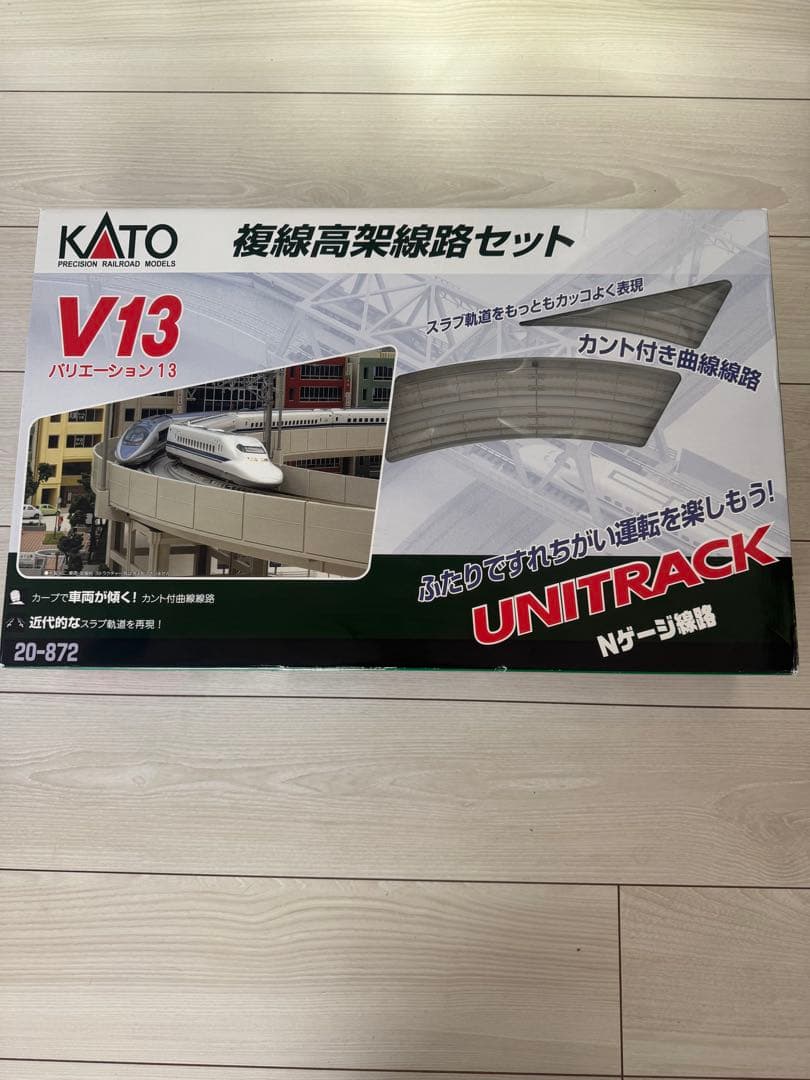 KATO
PRECISION RAILROAD MODELS
複線高架線路セット
V13
バリエーション 13
スラブ軌道をもっともカッコよく表現
カント付き曲線線路
ふたりですれちがい運転を楽しもう!
UNITRACK
Nゲージ線路
カーブで車両が傾く! カント付曲線線路
近代的なスラブ軌道を再現!
20-872